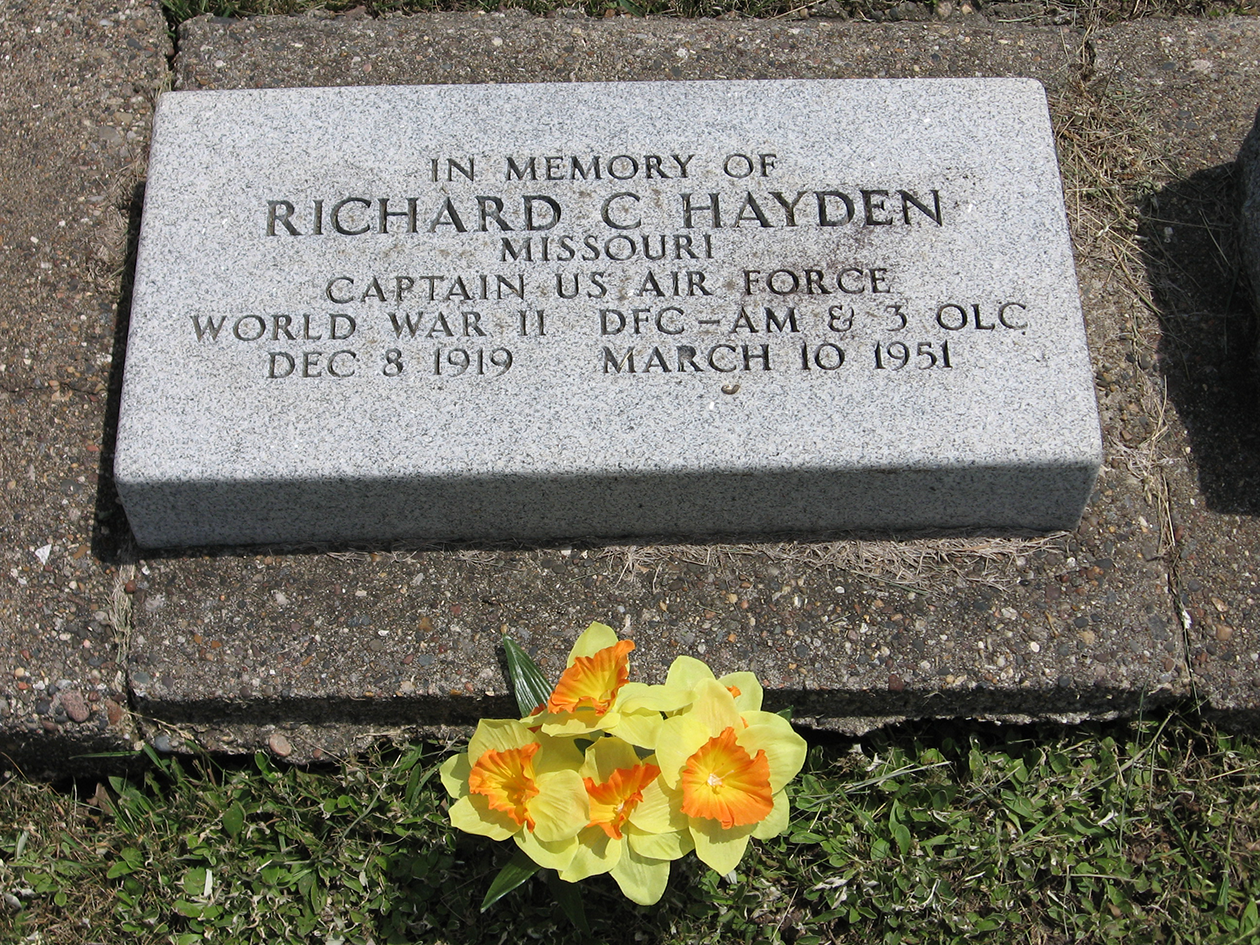 IN MEMORY OF
RICHARD C HAYDEN
MISSOURI
CAPTAIN US AIR FORCE
WORLD WAR II DFC-AM & 3 OLC
DEC 8 1919 MARCH 10 1951